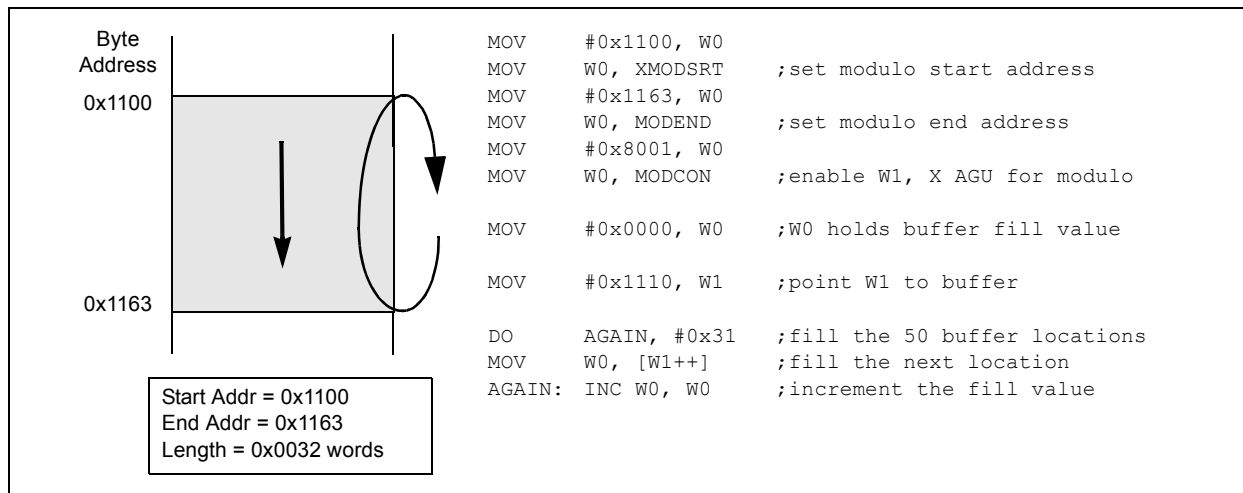 Byte
Address
0x1100
0x1163
Start Addr = 0x1100
End Addr = 0x1163
Length = 0x0032 words
MOV #0x1100, W0
MOV W0, XMODSRT ;set modulo start address
MOV #0x1163, W0
MOV W0, MODEND ;set modulo end address
MOV #0x8001, W0
MOV W0, MODCON ;enable W1, X AGU for modulo
MOV #0x0000, W0 ;W0 holds buffer fill value
MOV #0x1110, W1 ;point W1 to buffer
DO AGAIN, #0x31 ;fill the 50 buffer locations
MOV W0, [W1++] ;fill the next location
AGAIN: INC W0, W0 ;increment the fill value